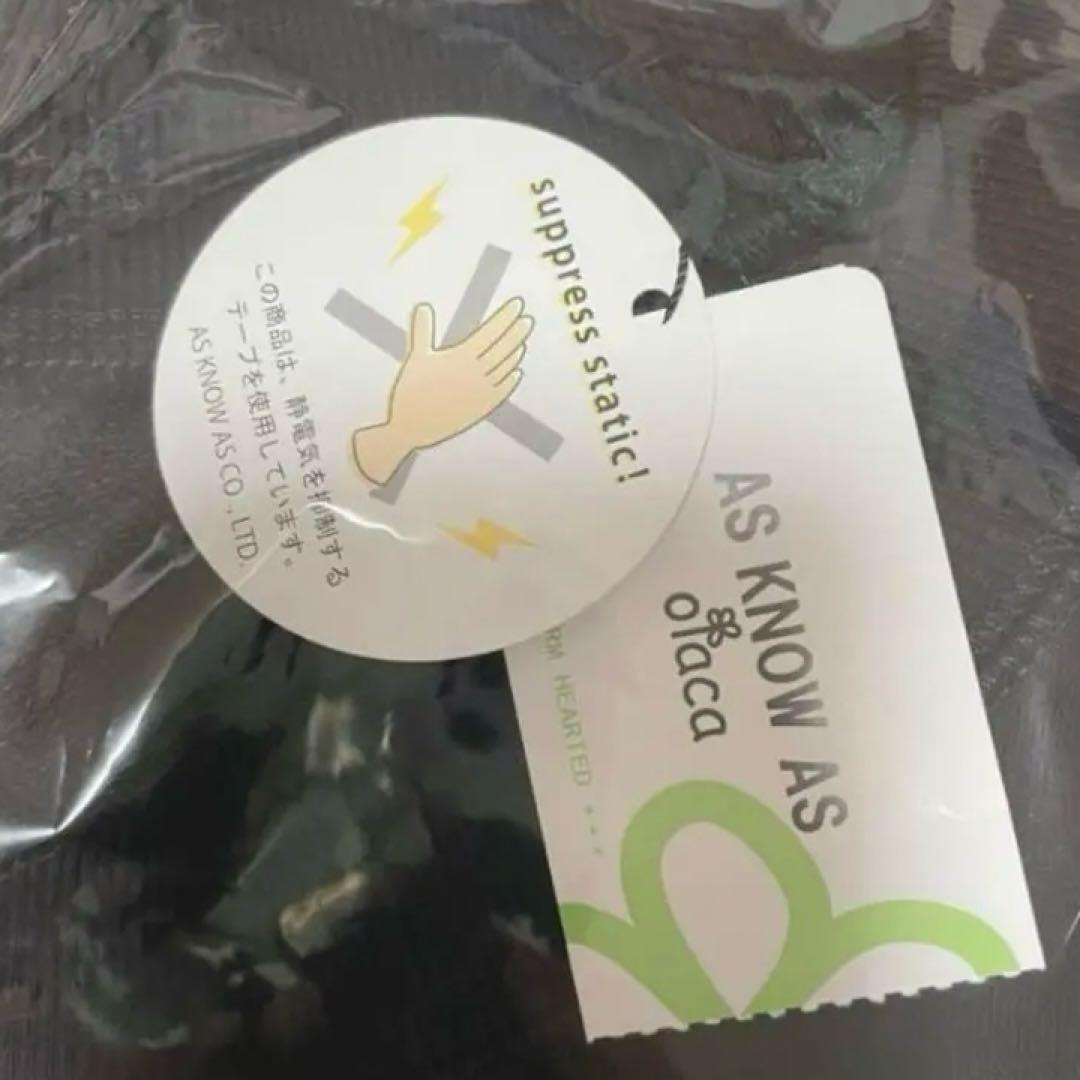 suppress static!
この商品は、静電気を抑制する
テープを使用しています。
AS KNOW AS CO., LTD.
AS KNOW AS
olaca
HEARTED